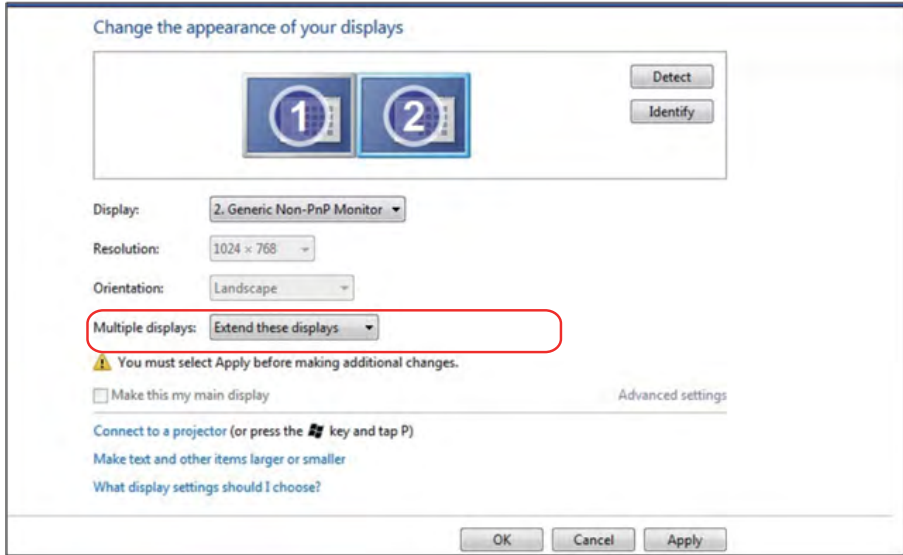 Change the appearance of your displays
1 2
Detect
Identify
Display: 2. Generic Non-PnP Monitor
Resolution: 1024 × 768
Orientation: Landscape
Multiple displays: Extend these displays
You must select Apply before making additional changes.
Make this my main display Advanced settings
Connect to a projector (or press the key and tap P)
Make text and other items larger or smaller
What display settings should I choose?
OK Cancel Apply